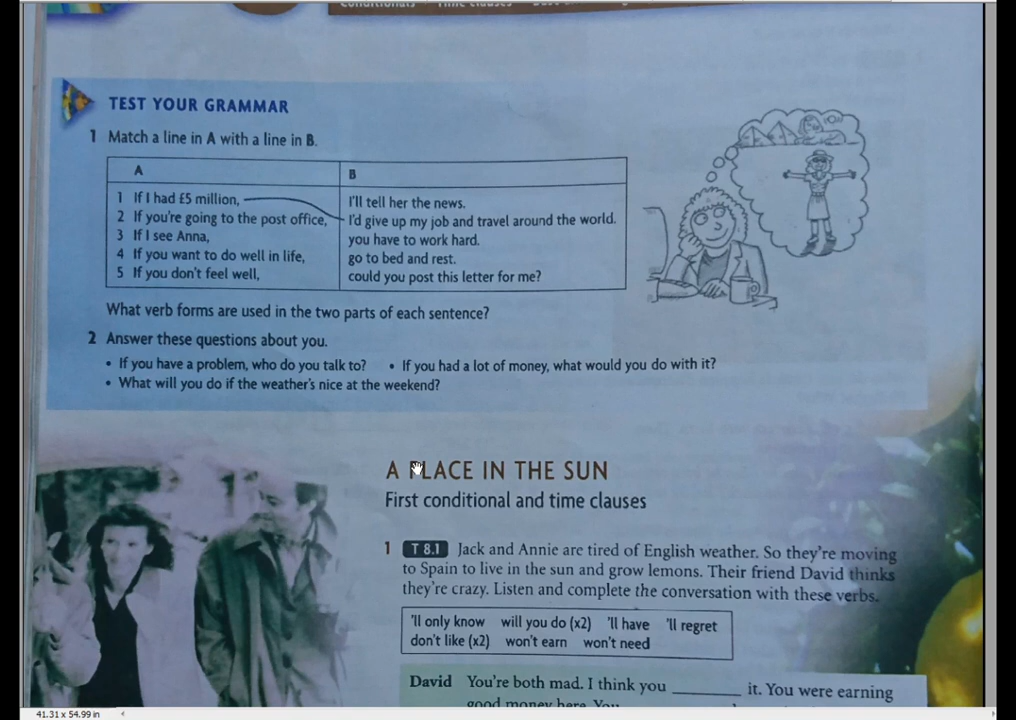 Conditionals Time clauses
TEST YOUR GRAMMAR
1 Match a line in A with a line in B.
A B
1 If I had £5 million, I'll tell her the news.
2 If you're going to the post office, I'd give up my job and travel around the world.
3 If I see Anna, you have to work hard.
4 If you want to do well in life, go to bed and rest.
5 If you don't feel well, could you post this letter for me?
What verb forms are used in the two parts of each sentence?
2 Answer these questions about you.
• If you have a problem, who do you talk to? • If you had a lot of money, what would you do with it?
• What will you do if the weather's nice at the weekend?
A PLACE IN THE SUN
First conditional and time clauses
1 T 8.1 Jack and Annie are tired of English weather. So they're moving
to Spain to live in the sun and grow lemons. Their friend David thinks
they're crazy. Listen and complete the conversation with these verbs.
'll only know will you do (x2) 'll have 'll regret
don't like (x2) won't earn won't need
David You're both mad. I think you ________ it. You were earning
good money here. You
41.31 x 54.99 in